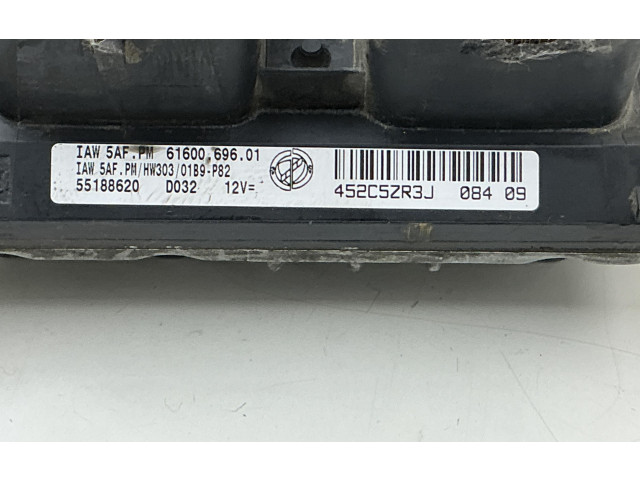 IAW 5AF.PM 61600.696.01
IAW 5AF.PM/HW303/01B9-P82
55188620 D032 12V=
452C5ZR3J 084 09